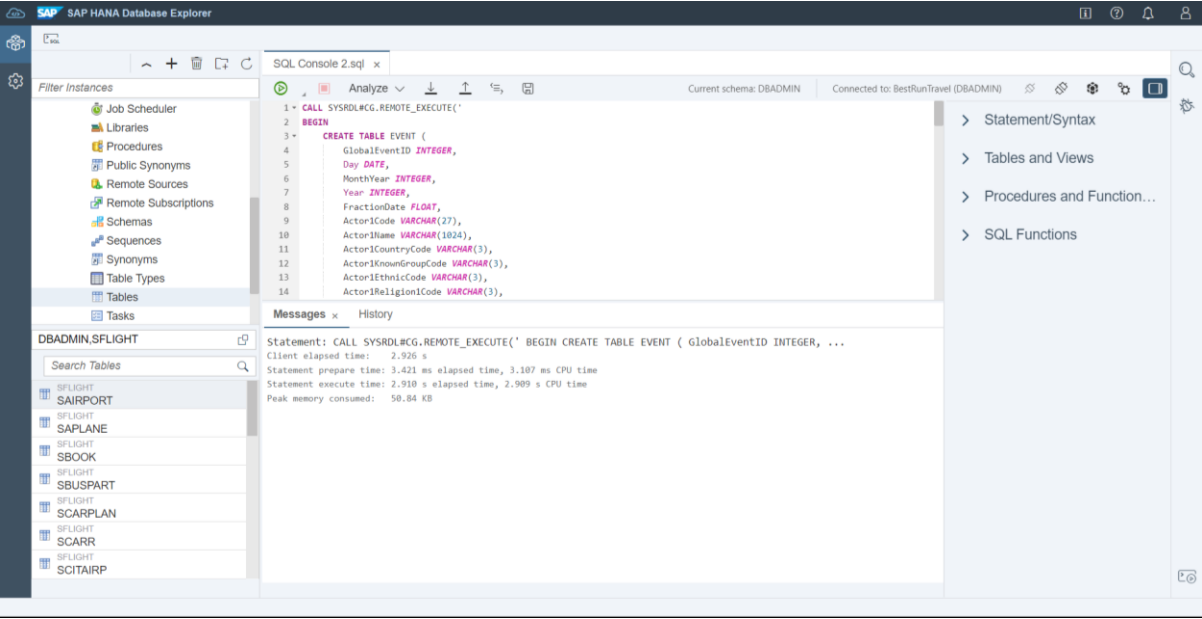 SAP SAP HANA Database Explorer
SQL Console 2.sql ×
Filter Instances
Job Scheduler
Libraries
Procedures
Public Synonyms
Remote Sources
Remote Subscriptions
Schemas
Sequences
Synonyms
Table Types
Tables
Tasks
DBADMIN,SFLIGHT
Search Tables
SFLIGHT
SAIRPORT
SFLIGHT
SAPLANE
SFLIGHT
SBOOK
SFLIGHT
SBUSPART
SFLIGHT
SCARPLAN
SFLIGHT
SCARR
SFLIGHT
SCITAIRP
Analyze
Current schema: DBADMIN
Connected to: BestRunTravel (DBADMIN)
1 CALL SYSRDL#CG.REMOTE_EXECUTE('
2 BEGIN
3 CREATE TABLE EVENT (
4 GlobalEventID INTEGER,
5 Day DATE,
6 MonthYear INTEGER,
7 Year INTEGER,
8 FractionDate FLOAT,
9 Actor1Code VARCHAR(27),
10 Actor1Name VARCHAR(1024),
11 Actor1CountryCode VARCHAR(3),
12 Actor1KnownGroupCode VARCHAR(3),
13 Actor1EthnicCode VARCHAR(3),
14 Actor1Religion1Code VARCHAR(3),
Messages × History
Statement: CALL SYSRDL#CG.REMOTE_EXECUTE(' BEGIN CREATE TABLE EVENT ( GlobalEventID INTEGER, ...
Client elapsed time: 2.926 s
Statement prepare time: 3.421 ms elapsed time, 3.107 ms CPU time
Statement execute time: 2.910 s elapsed time, 2.909 s CPU time
Peak memory consumed: 50.84 KB
Statement/Syntax
Tables and Views
Procedures and Function...
SQL Functions